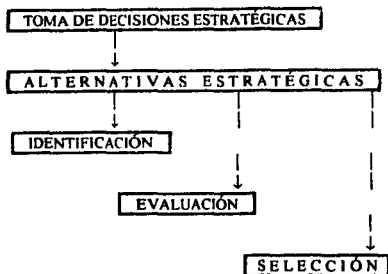 TOMA DE DECISIONES ESTRATÉGICAS
ALTERNATIVAS ESTRATÉGICAS
IDENTIFICACIÓN
EVALUACIÓN
SELECCIÓN